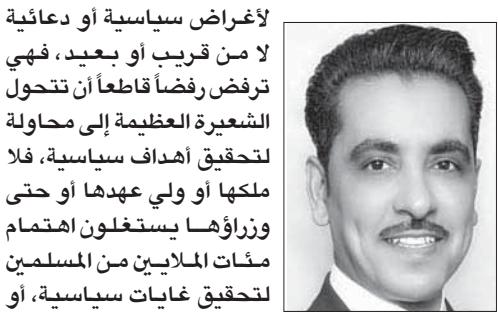 لأغراض سياسية أو دعائية
لا من قريب أو بعيد، فهي
ترفض رفضاً قاطعاً أن تتحول
الشعيرة العظيمة إلى محاولة
لتحقيق أهداف سياسية، فلا
ملكها أو ولي عهدها أو حتى
وزراؤها يستغلون اهتمام
مئات الملايين من المسلمين
لتحقيق غايات سياسية، أو